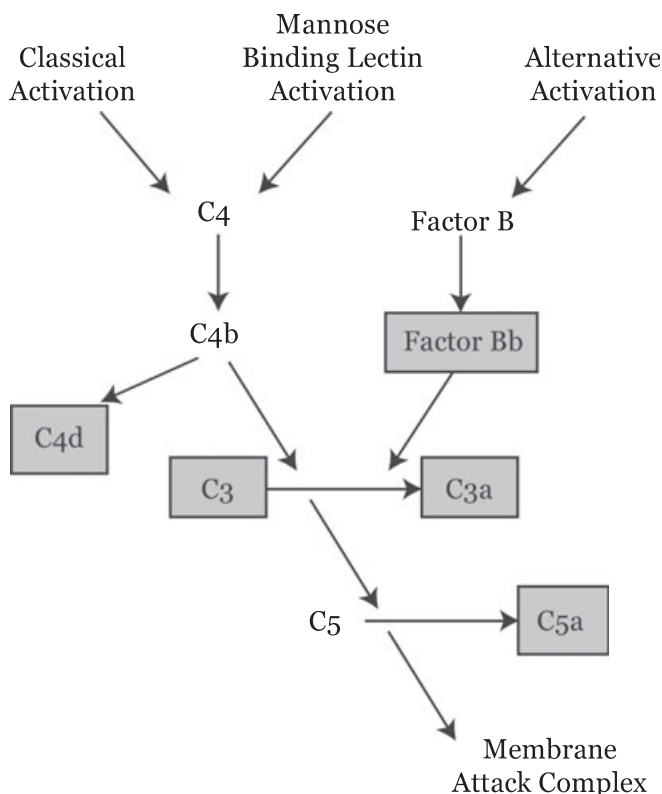 Classical
Activation
Mannose
Binding Lectin
Activation
Alternative
Activation
C4
Factor B
C4b
Factor Bb
C4d
C3
C3a
C5
C5a
Membrane
Attack Complex